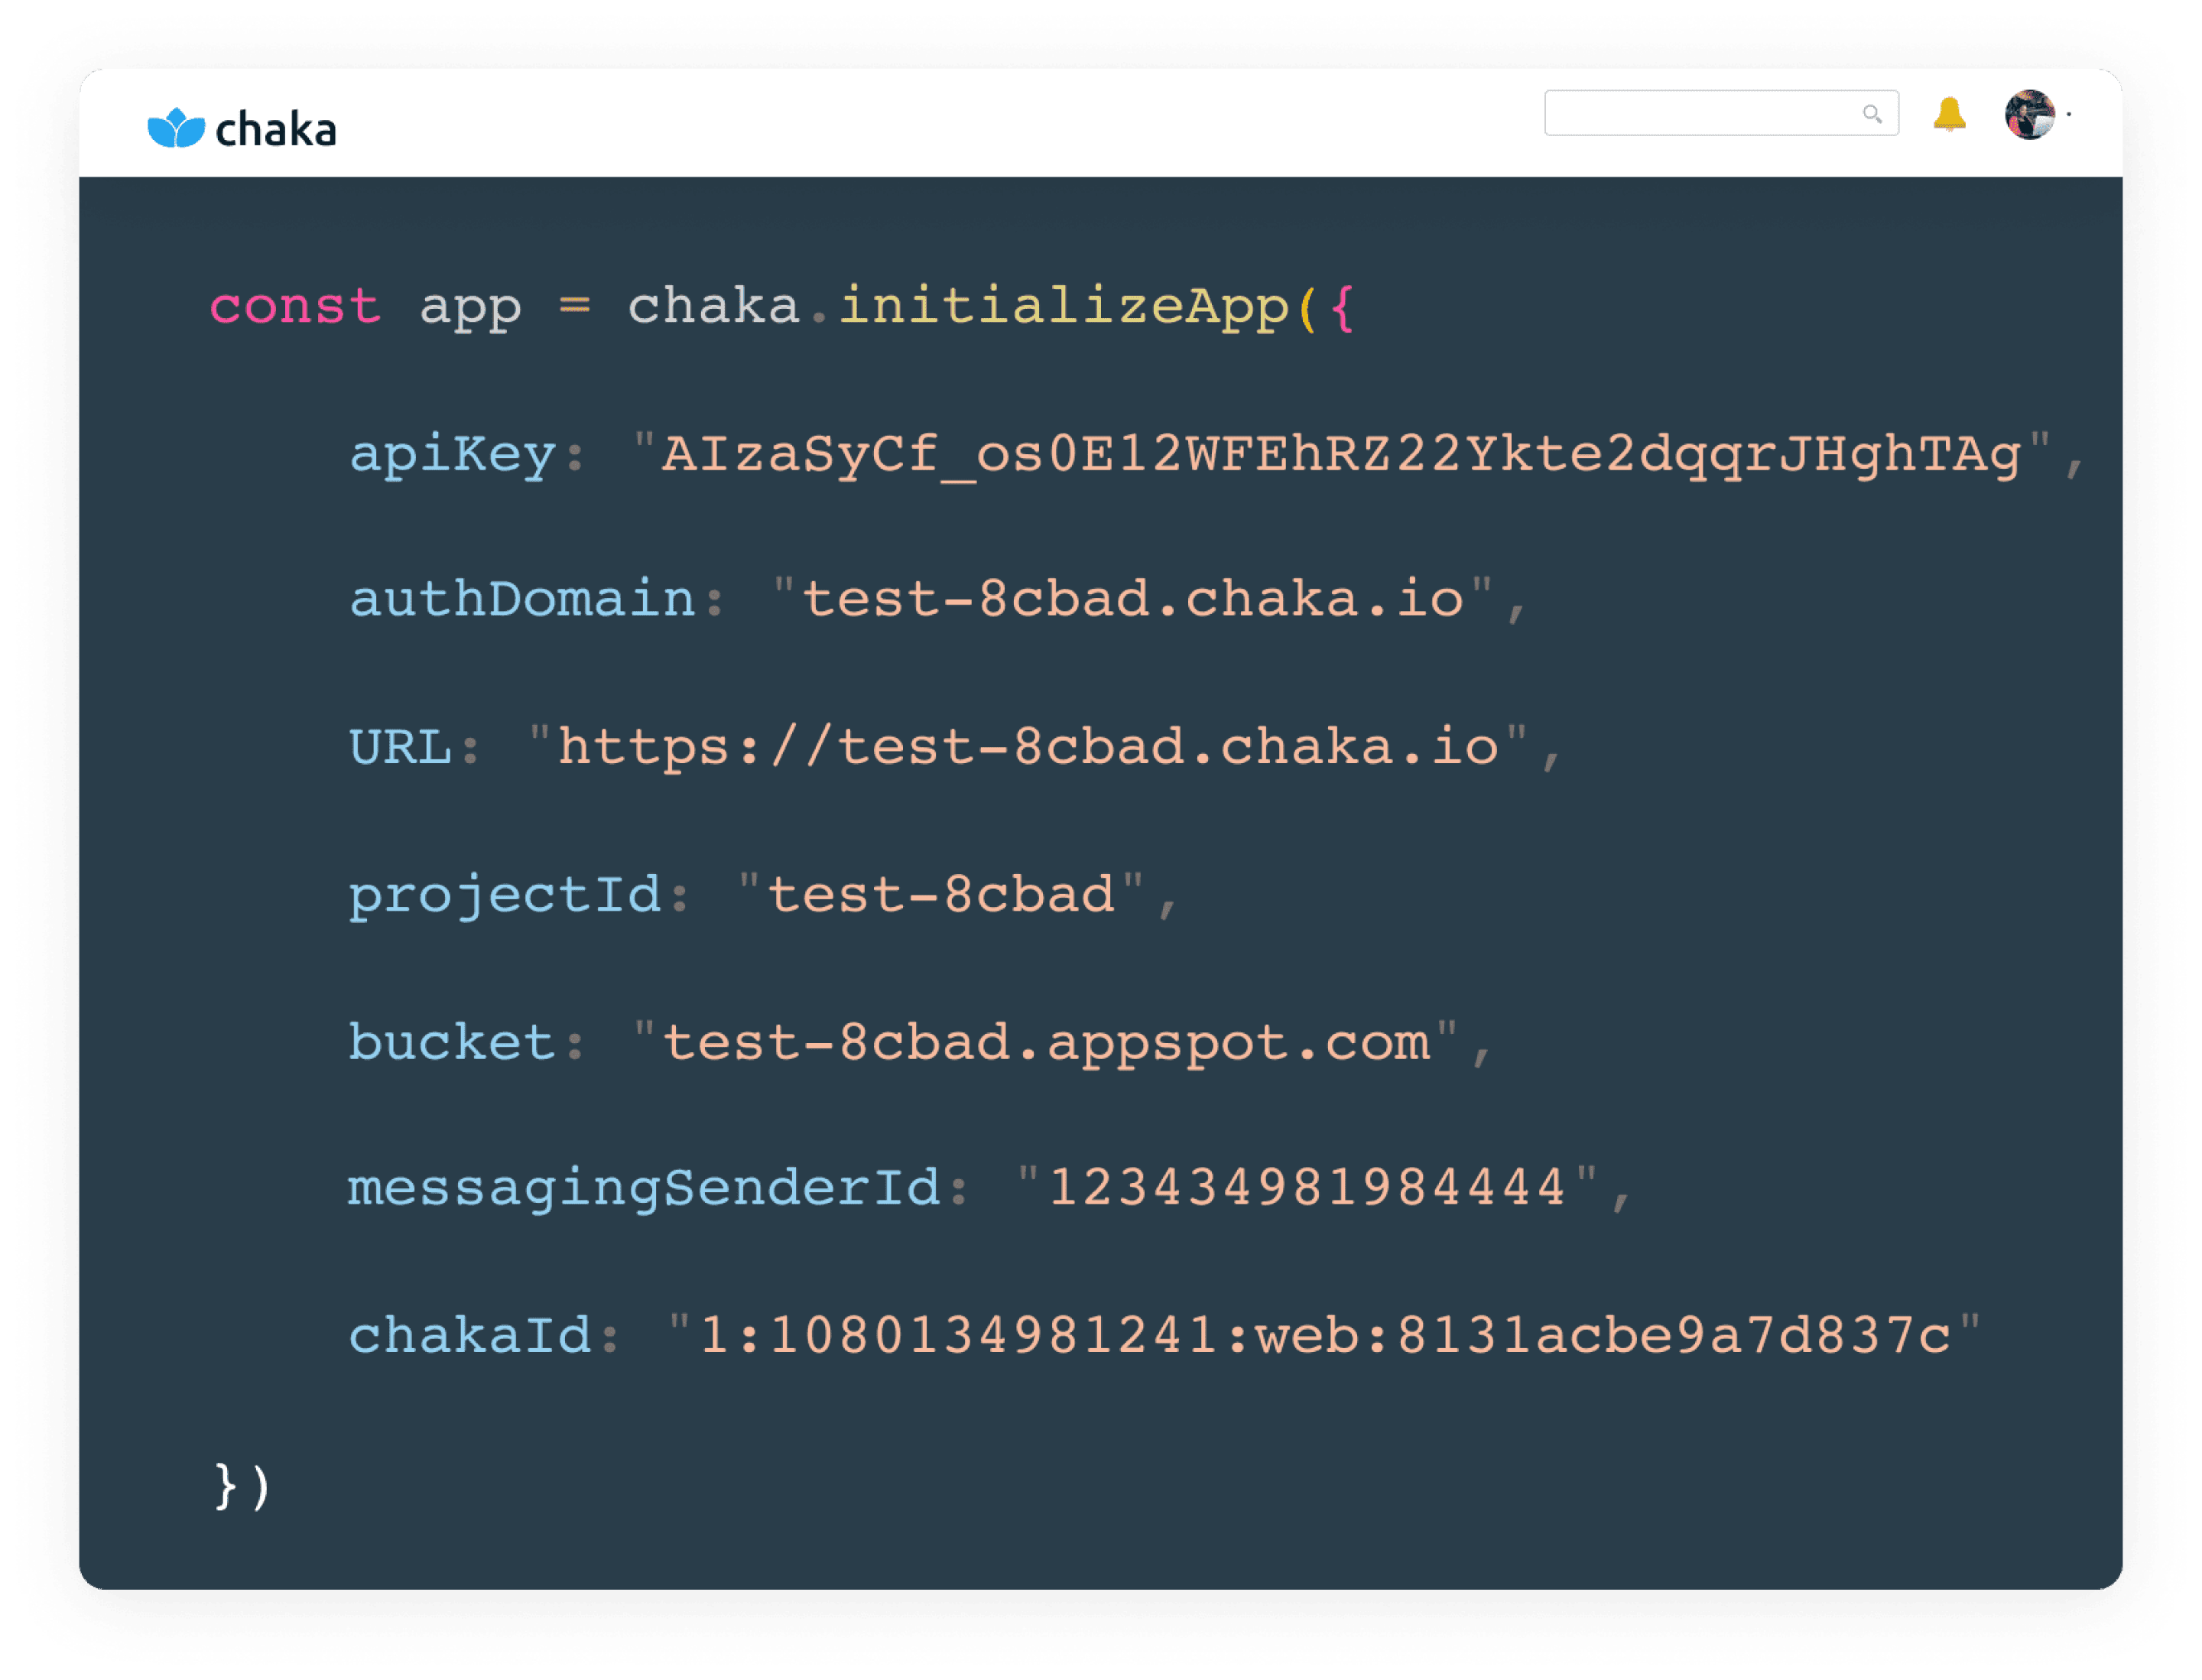 chaka
const app = chaka.initializeApp({
apiKey: "AIzaSyCf_os0E12WFEhRZ22Ykte2dqqrJHghTAg",
authDomain: "test-8cbad.chaka.io",
URL: "https://test-8cbad.chaka.io",
projectId: "test-8cbad",
bucket: "test-8cbad.appspot.com",
messagingSenderId: "123434981984444",
chakaId: "1:1080134981241:web:8131acbe9a7d837c"
})